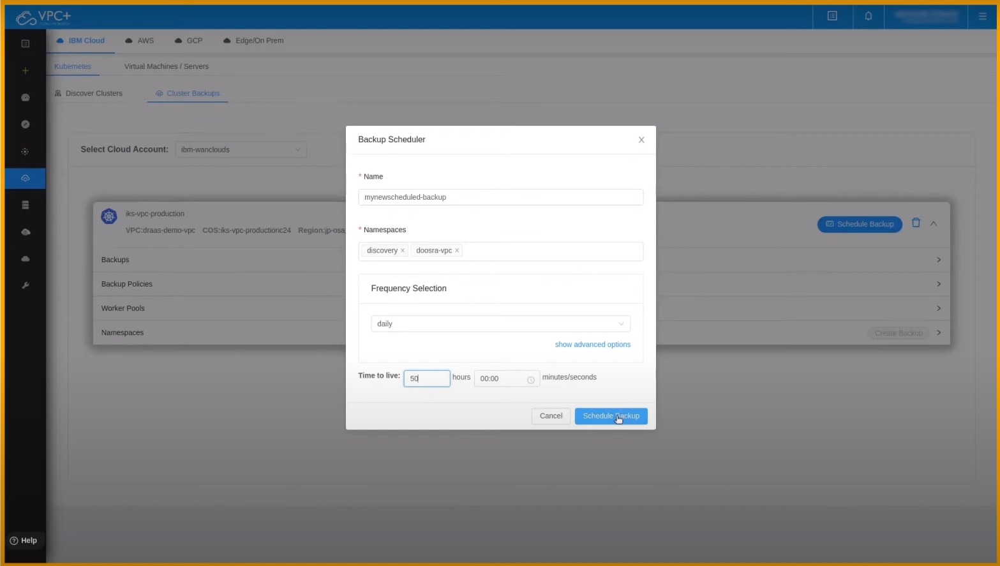 VPC+
IBM Cloud
AWS
GCP
Edge/On Prem
Kubernetes
Virtual Machines / Servers
Discover Clusters
Cluster Backups
Select Cloud Account:
ibm-wanclouds
iks-vpc-production
VPC:draas-demo-vpc COS:iks-vpc-productionc24 Region:jp-osa
Schedule Backup
Backups
Backup Policies
Worker Pools
Namespaces
Create Backup
Backup Scheduler
* Name
mynewscheduled-backup
* Namespaces
discovery
doosra-vpc
Frequency Selection
daily
show advanced options
Time to live: 50 hours 00:00 minutes/seconds
Cancel
Schedule Backup
Help